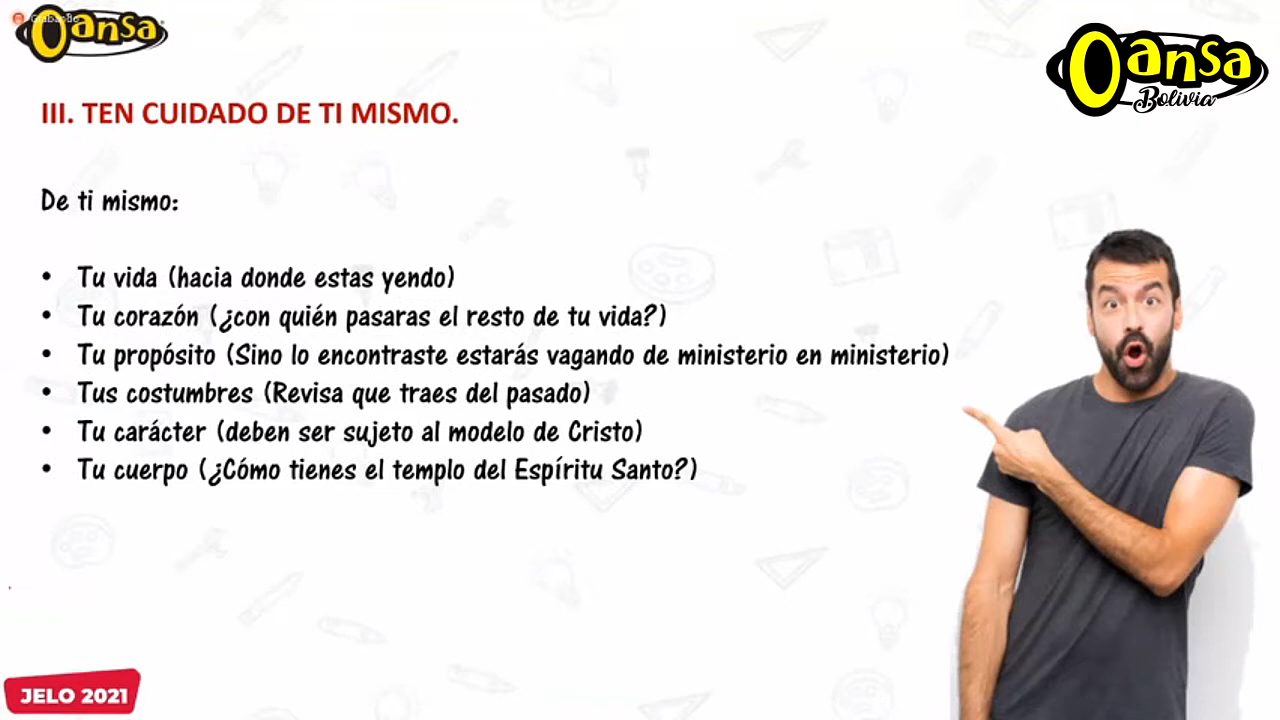 Grabando
Oansa
Oansa
Bolivia
III. TEN CUIDADO DE TI MISMO.
De ti mismo:
• Tu vida (hacia donde estas yendo)
• Tu corazón (¿con quién pasaras el resto de tu vida?)
• Tu propósito (Sino lo encontraste estarás vagando de ministerio en ministerio)
• Tus costumbres (Revisa que traes del pasado)
• Tu carácter (deben ser sujeto al modelo de Cristo)
• Tu cuerpo (¿Cómo tienes el templo del Espíritu Santo?)
JELO 2021